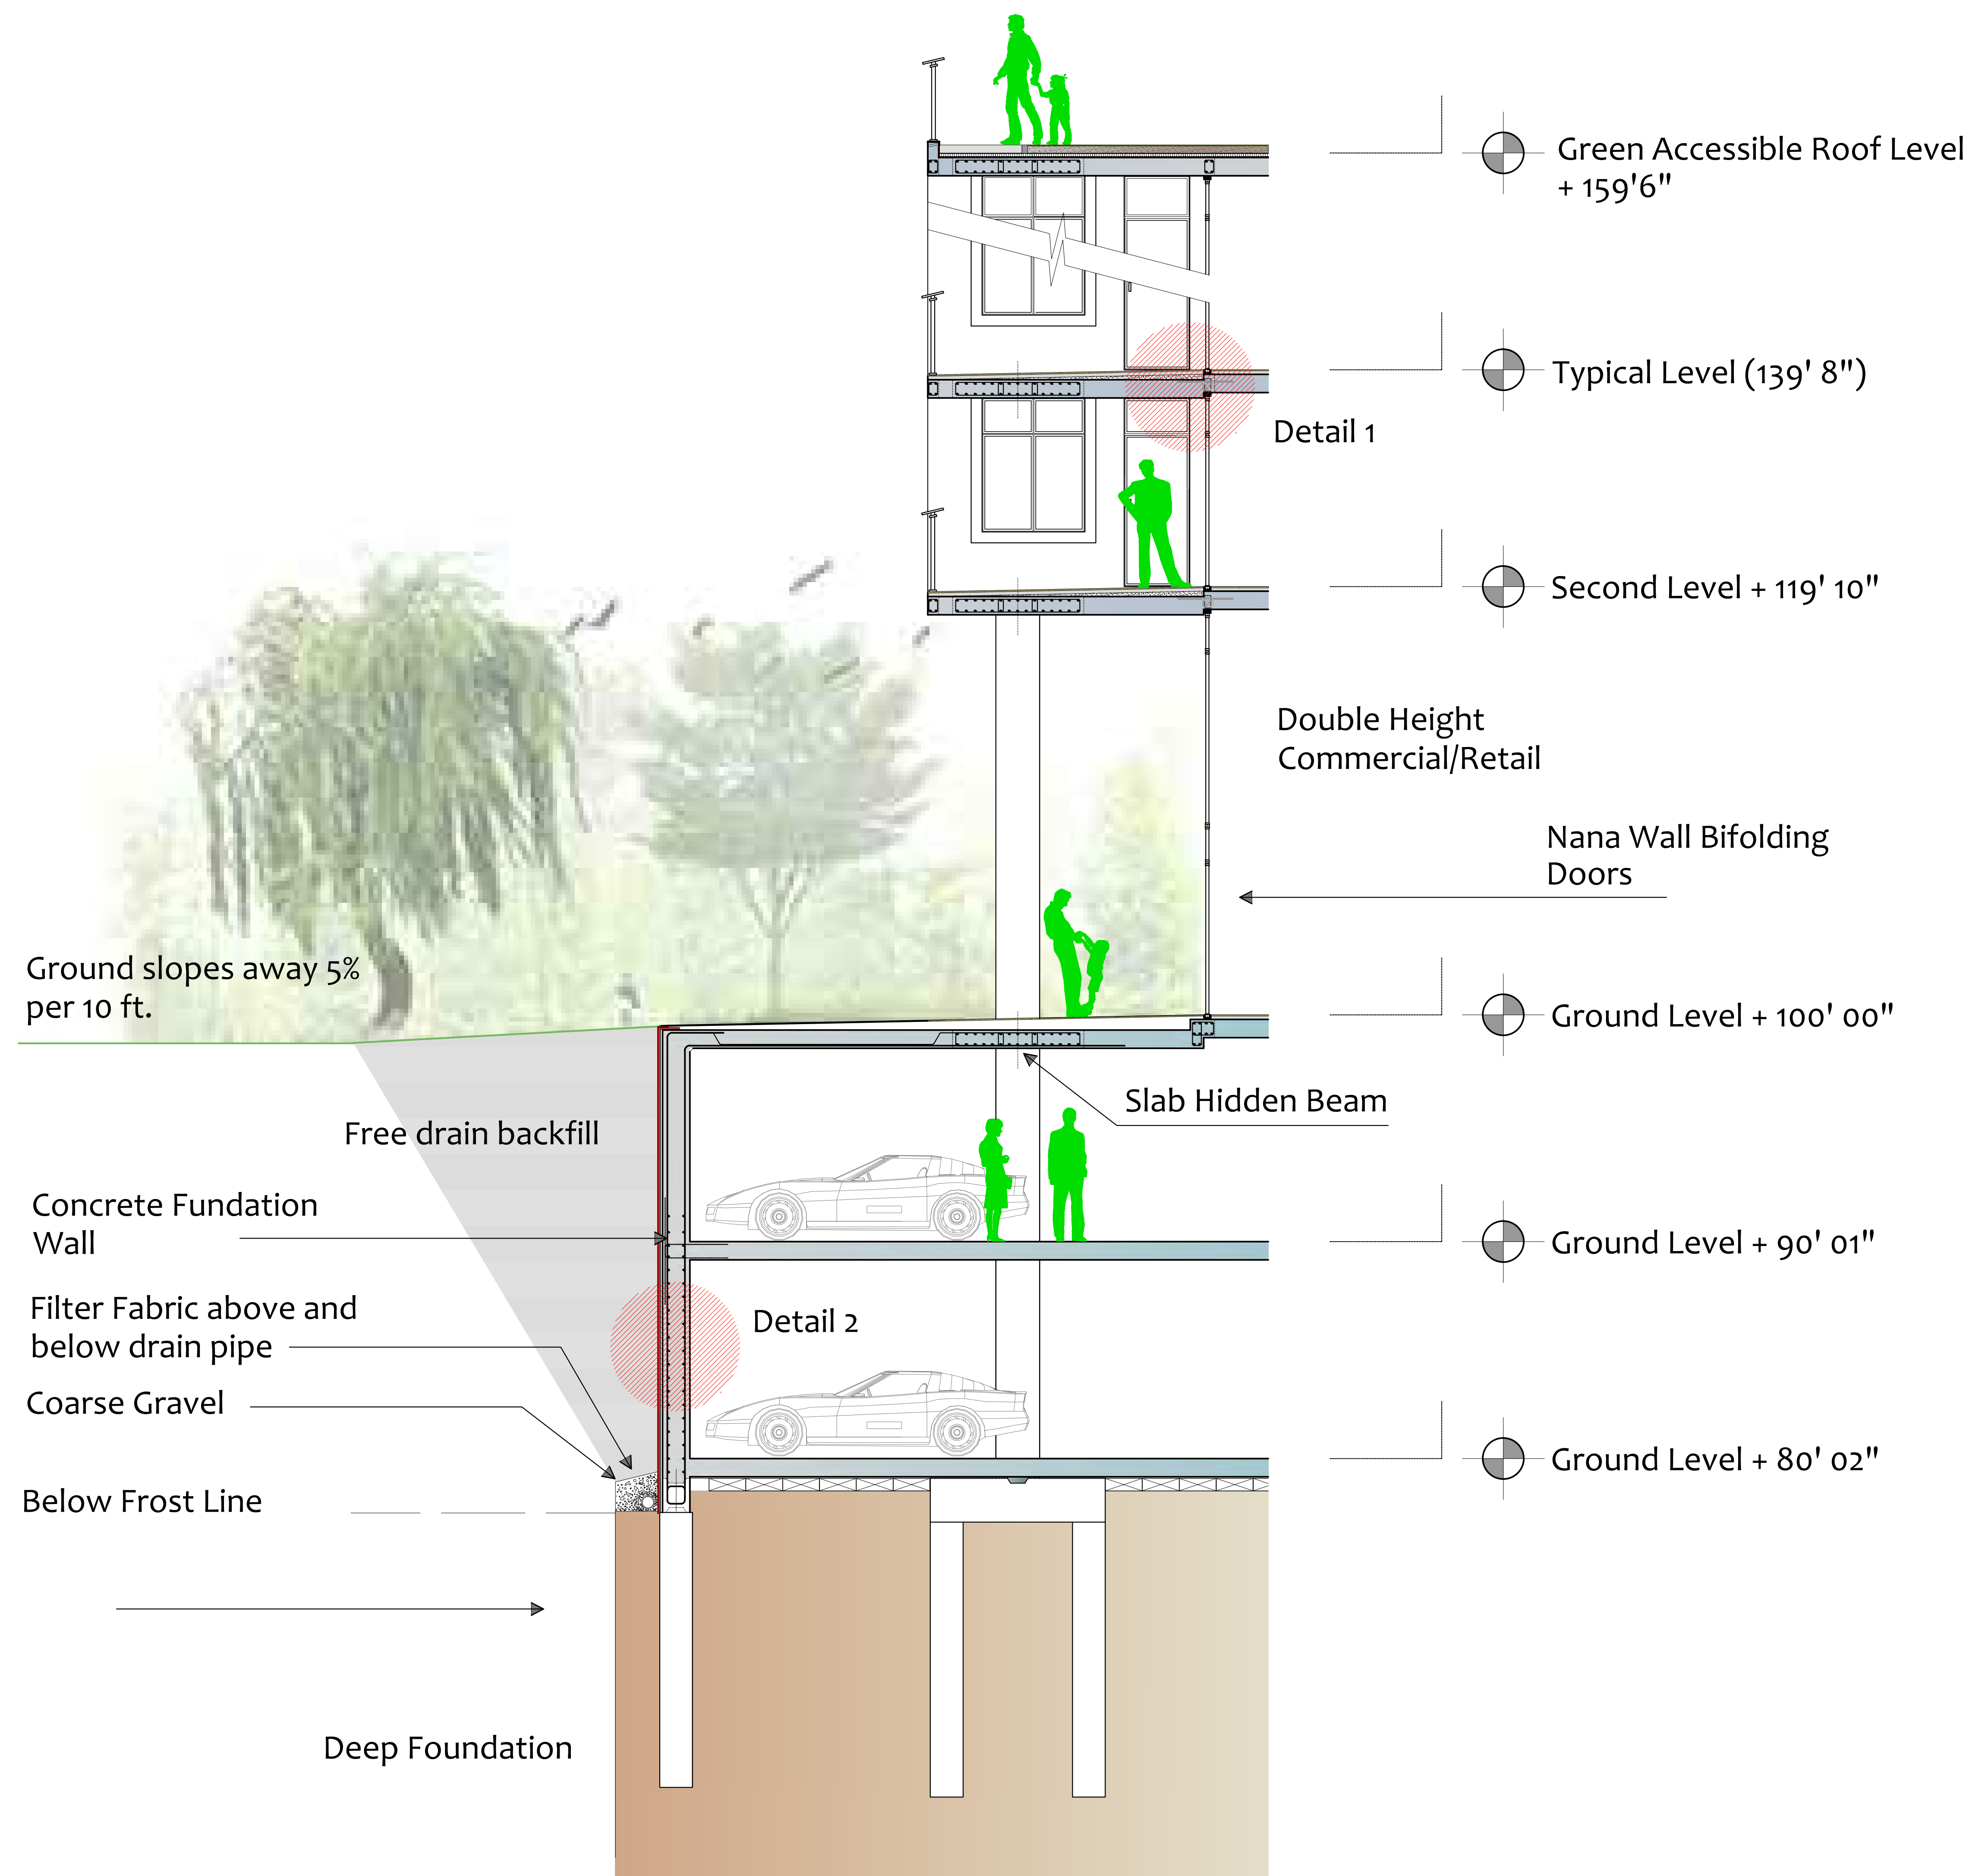 Green Accessible Roof Level
+ 159'6"
Typical Level (139' 8")
Detail 1
Second Level + 119' 10"
Double Height
Commercial/Retail
Nana Wall Bifolding
Doors
Ground slopes away 5%
per 10 ft.
Ground Level + 100' 00"
Slab Hidden Beam
Free drain backfill
Concrete Fundation
Wall
Ground Level + 90' 01"
Filter Fabric above and
below drain pipe
Detail 2
Coarse Gravel
Ground Level + 80' 02"
Below Frost Line
Deep Foundation